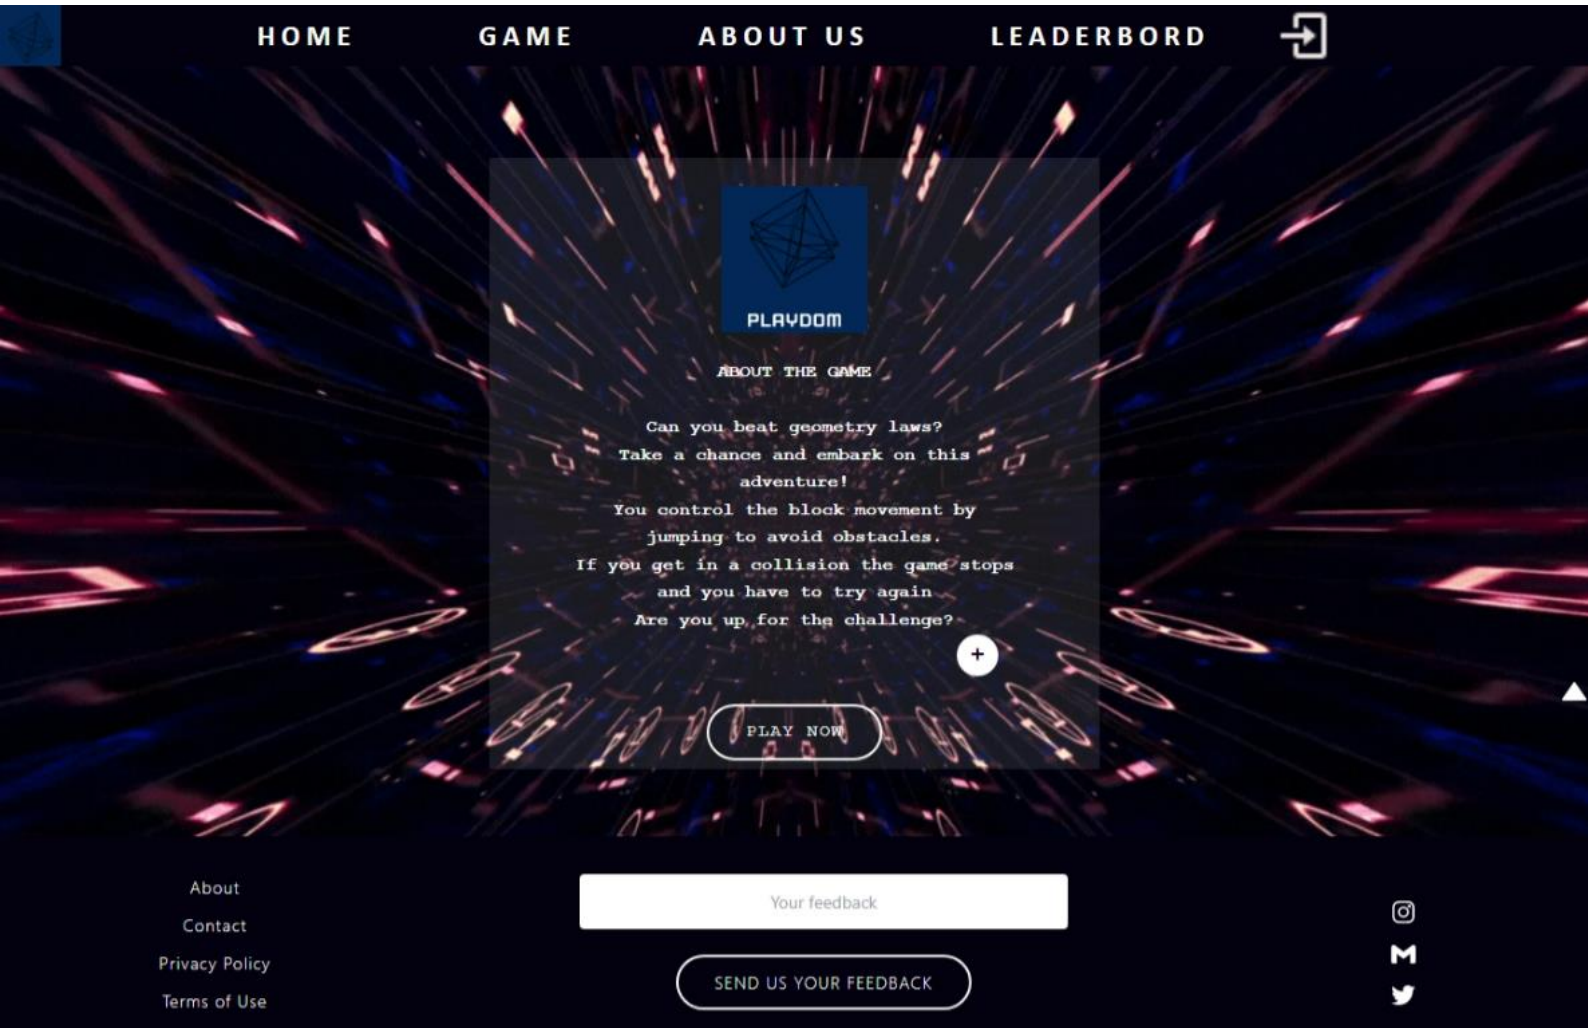 HOME GAME ABOUT US LEADERBORD
PLAYDOM
ABOUT THE GAME
Can you beat geometry laws?
Take a chance and embark on this
adventure!
You control the block movement by
jumping to avoid obstacles.
If you get in a collision the game stops
and you have to try again
Are you up for the challenge?
+
PLAY NOW
About
Contact
Privacy Policy
Terms of Use
Your feedback
SEND US YOUR FEEDBACK